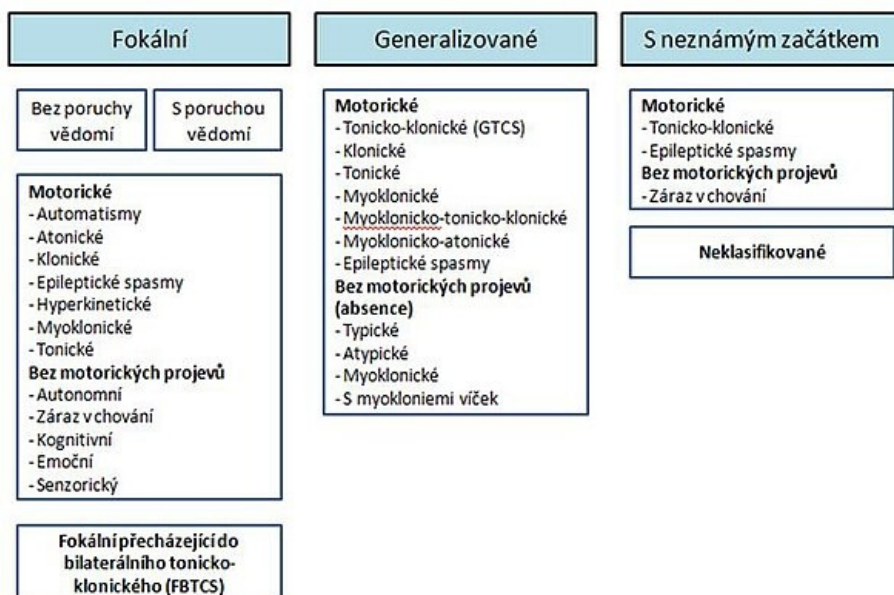 Fokální
Bez poruchy
vědomí
S poruchou
vědomí
Motorické
-Automatismy
-Atonické
-Klonické
-Epileptické spasmy
-Hyperkinetické
-Myoklonické
-Tonické
Bez motorických projevů
-Autonomní
-Záraz v chování
-Kognitivní
-Emoční
-Senzorický
Fokální přecházející do
bilaterálního tonicko-
klonického (FBTCS)
Generalizované
Motorické
-Tonicko-klonické (GTCS)
-Klonické
-Tonické
-Myoklonické
-Myoklonicko-tonicko-klonické
-Myoklonicko-atonické
-Epileptické spasmy
Bez motorických projevů
(absence)
-Typické
-Atypické
-Myoklonické
-S myokloniemi víček
S neznámým začátkem
Motorické
-Tonicko-klonické
-Epileptické spasmy
Bez motorických projevů
-Záraz v chování
Neklasifikované